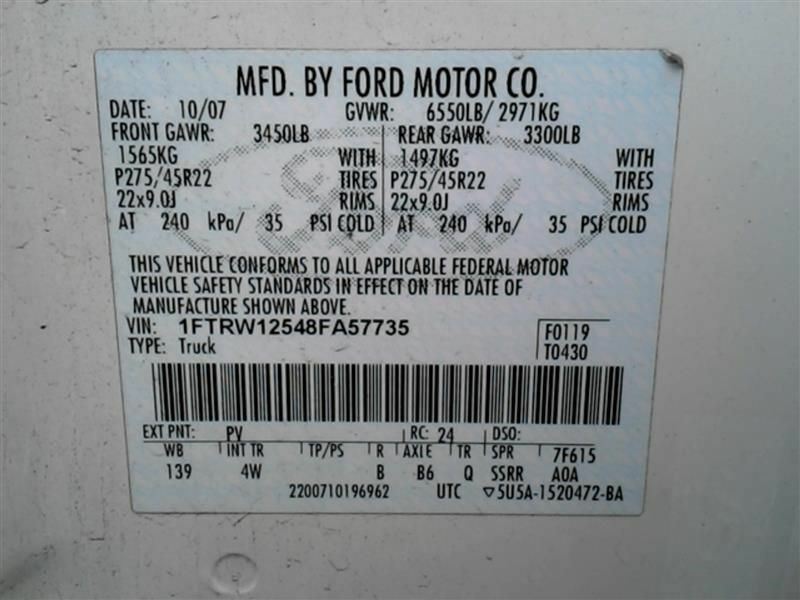 MFD. BY FORD MOTOR CO.
DATE: 10/07 GVWR: 6550LB/ 2971KG
FRONT GAWR: 3450LB REAR GAWR: 3300LB
1565KG WITH 1497KG WITH
P275/45R22 TIRES P275/45R22 TIRES
22x9.0J RIMS 22x9.0J RIMS
AT 240 kPa/ 35 PSI COLD AT 240 kPa/ 35 PSI COLD
Ford
THIS VEHICLE CONFORMS TO ALL APPLICABLE FEDERAL MOTOR
VEHICLE SAFETY STANDARDS IN EFFECT ON THE DATE OF
MANUFACTURE SHOWN ABOVE.
VIN: 1FTRW12548FA57735 F0119
TYPE: Truck T0430
EXT PNT: PV RC: 24 DSO:
WB INT TR TP/PS R AXLE TR SPR 7F615
139 4W B B6 Q SSRR A0A
2200710196962 UTC ▽5U5A-1520472-BA